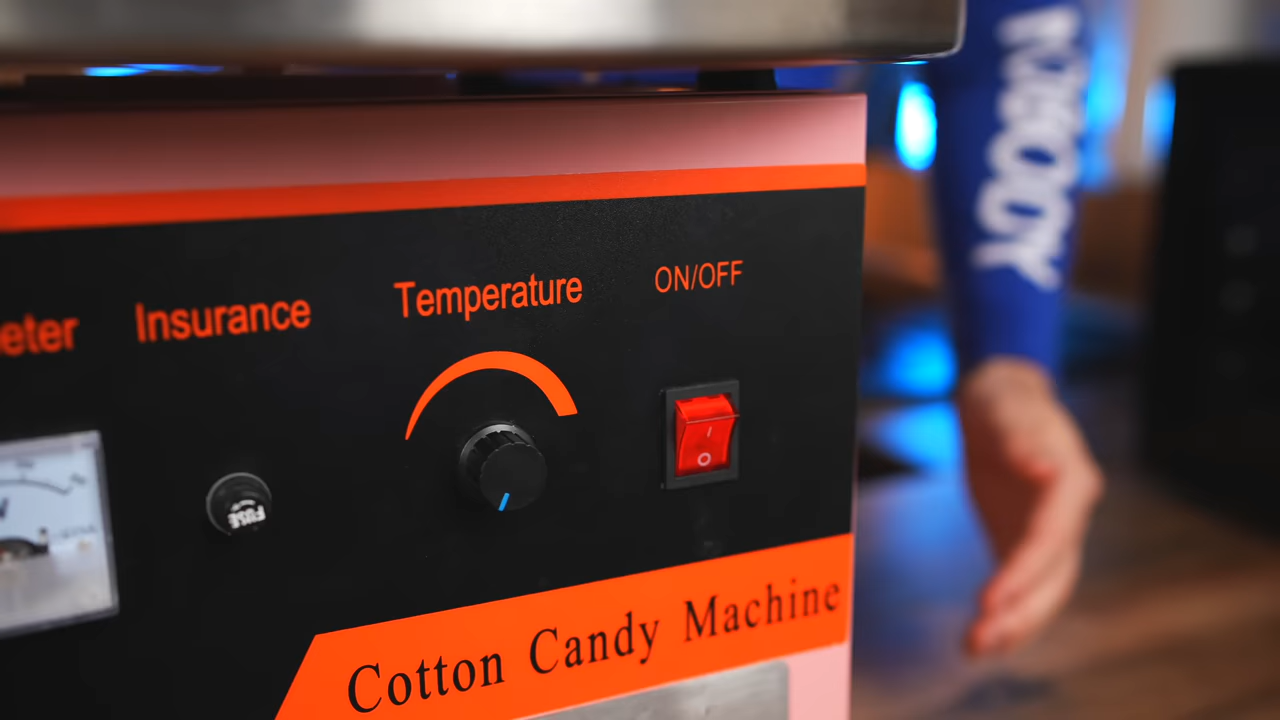 eter
Insurance
Temperature
ON/OFF
FUSE
Cotton Candy Machine